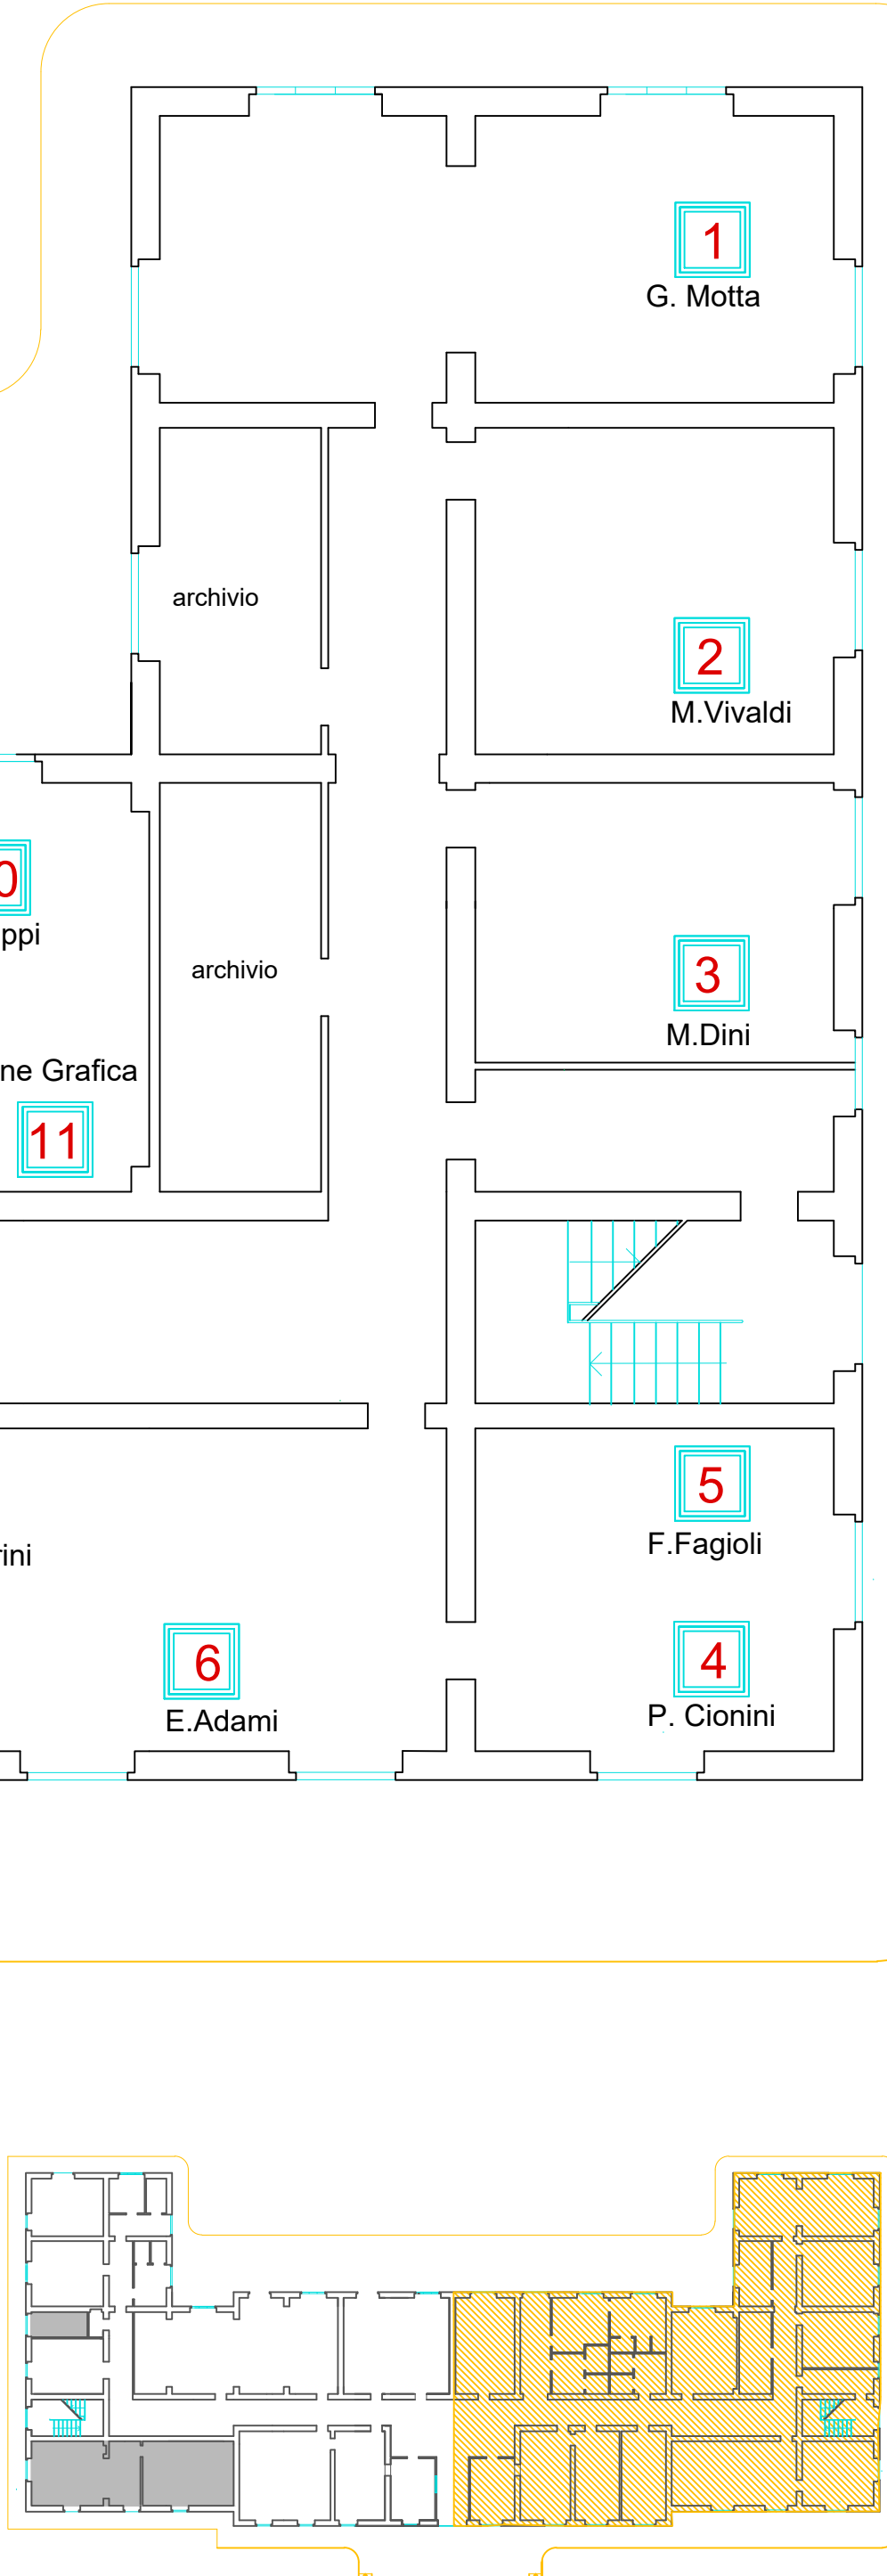 1
G. Motta
archivio
2
M.Vivaldi
0
ppi
archivio
3
M.Dini
ne Grafica
11
5
F.Fagioli
rini
6
E.Adami
4
P. Cionini